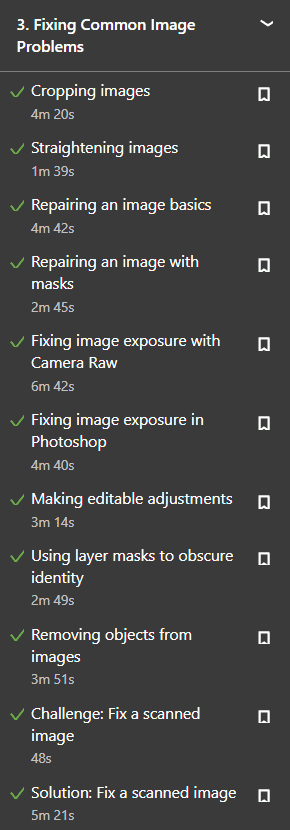 3. Fixing Common Image
Problems
Cropping images
4m 20s
Straightening images
1m 39s
Repairing an image basics
4m 42s
Repairing an image with
masks
2m 45s
Fixing image exposure with
Camera Raw
6m 42s
Fixing image exposure in
Photoshop
4m 40s
Making editable adjustments
3m 14s
Using layer masks to obscure
identity
2m 49s
Removing objects from
images
3m 51s
Challenge: Fix a scanned
image
48s
Solution: Fix a scanned image
5m 21s